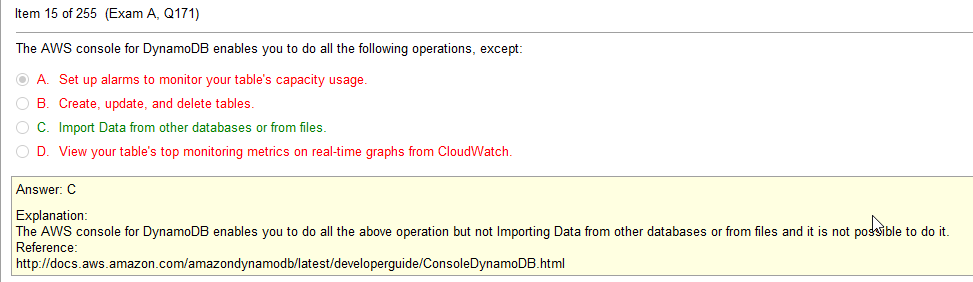 Item 15 of 255 (Exam A, Q171)
The AWS console for DynamoDB enables you to do all the following operations, except:
A. Set up alarms to monitor your table's capacity usage.
B. Create, update, and delete tables.
C. Import Data from other databases or from files.
D. View your table's top monitoring metrics on real-time graphs from CloudWatch.
Answer: C
Explanation:
The AWS console for DynamoDB enables you to do all the above operation but not Importing Data from other databases or from files and it is not possible to do it.
Reference:
http://docs.aws.amazon.com/amazondynamodb/latest/developerguide/ConsoleDynamoDB.html